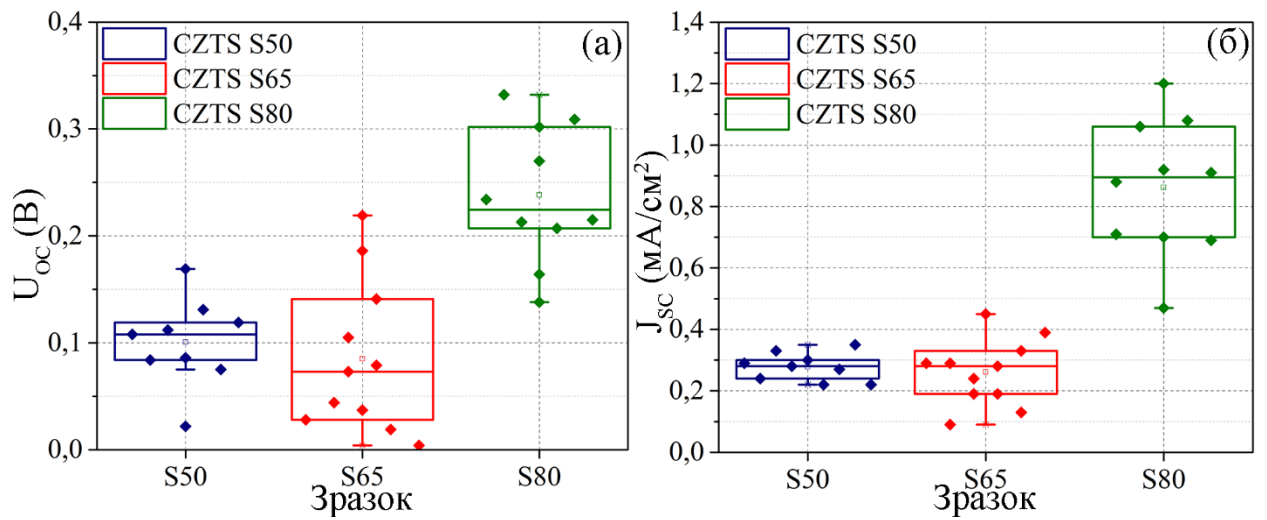 U_OC (В)
0,4
0,3
0,2
0,1
0,0
CZTS S50
CZTS S65
CZTS S80
(а)
S50 S65 S80
Зразок
J_SC (мА/см²)
1,4
1,2
1,0
0,8
0,6
0,4
0,2
0,0
CZTS S50
CZTS S65
CZTS S80
(б)
S50 S65 S80
Зразок